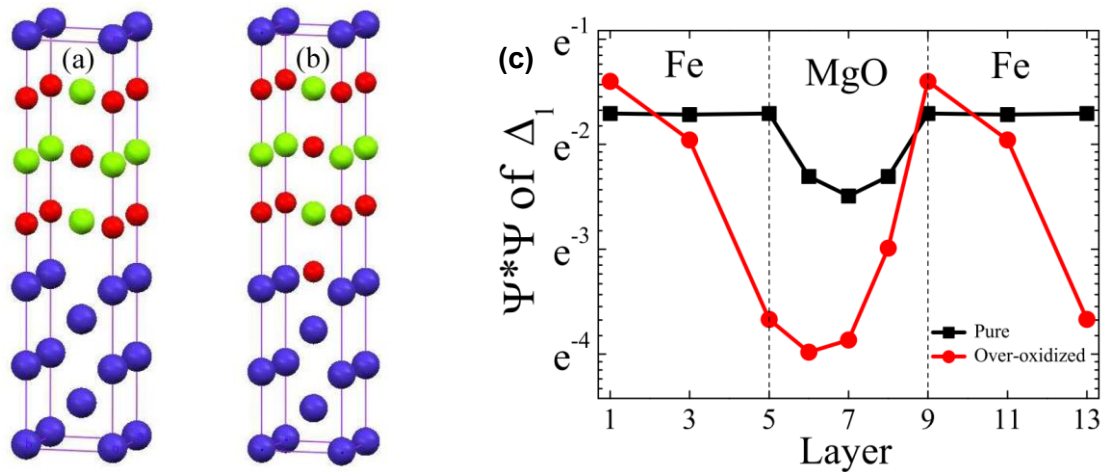 (a)
(b)
(c)
Fe
MgO
Fe
Ψ*Ψ of Δ₁
e⁻¹
e⁻²
e⁻³
e⁻⁴
Pure
Over-oxidized
1 3 5 7 9 11 13
Layer